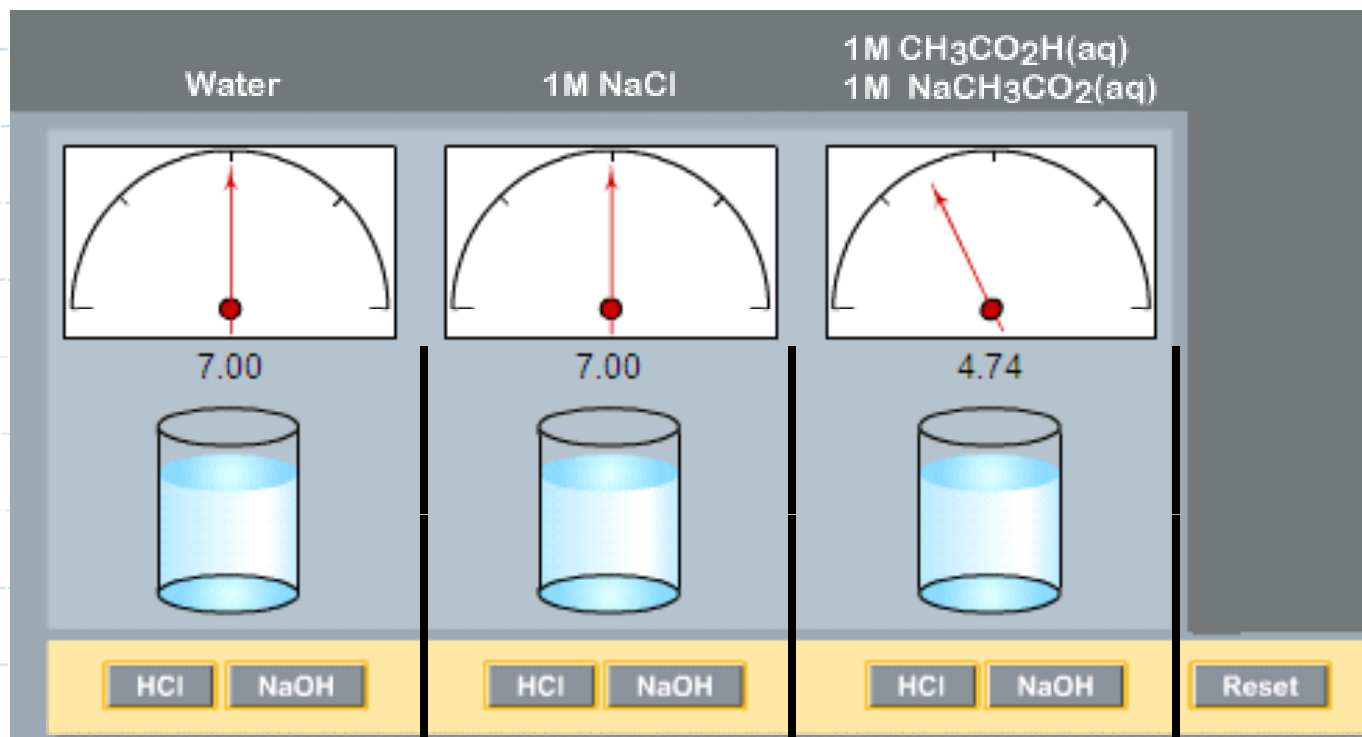 Water
1M NaCl
1M CH3CO2H(aq)
1M NaCH3CO2(aq)
7.00
7.00
4.74
HCl NaOH
HCl NaOH
HCl NaOH
Reset